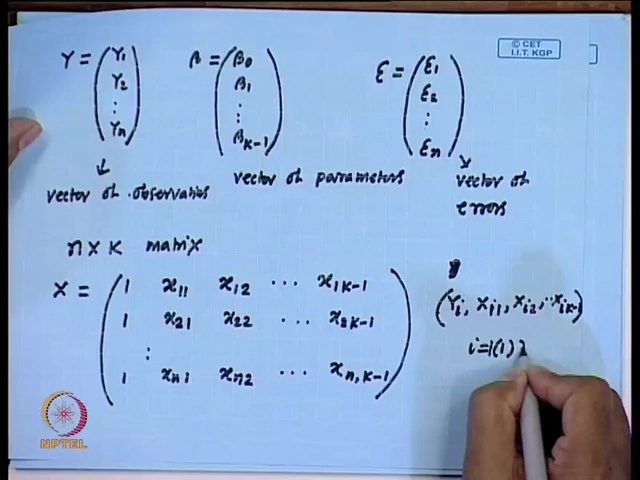 © CET
I.I.T. KGP
Y = (Y₁ Y₂ ⋮ Yₙ) β = (β₀ β₁ ⋮ βₖ₋₁) ε = (ε₁ ε₂ ⋮ εₙ)
vector of observatios vector of parameters vector of errors
n x k matrix
X = ( 1 x₁₁ x₁₂ ... x₁ₖ₋₁
1 x₂₁ x₂₂ ... x₂ₖ₋₁
⋮
1 xₙ₁ xₙ₂ ... xₙ,ₖ₋₁ )
(Yᵢ, xᵢ₁, xᵢ₂, ... xᵢₖ₋₁)
i=1(1)
NPTEL